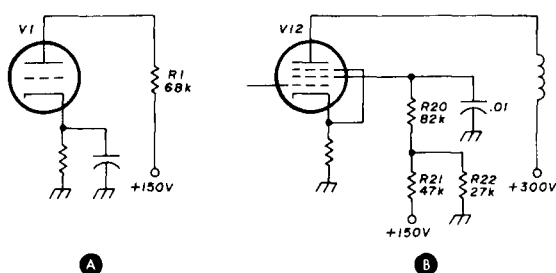 V1
R1
68k
+150V
A
V12
R20
82k
.01
R21
47k
R22
27k
+150V
+300V
B